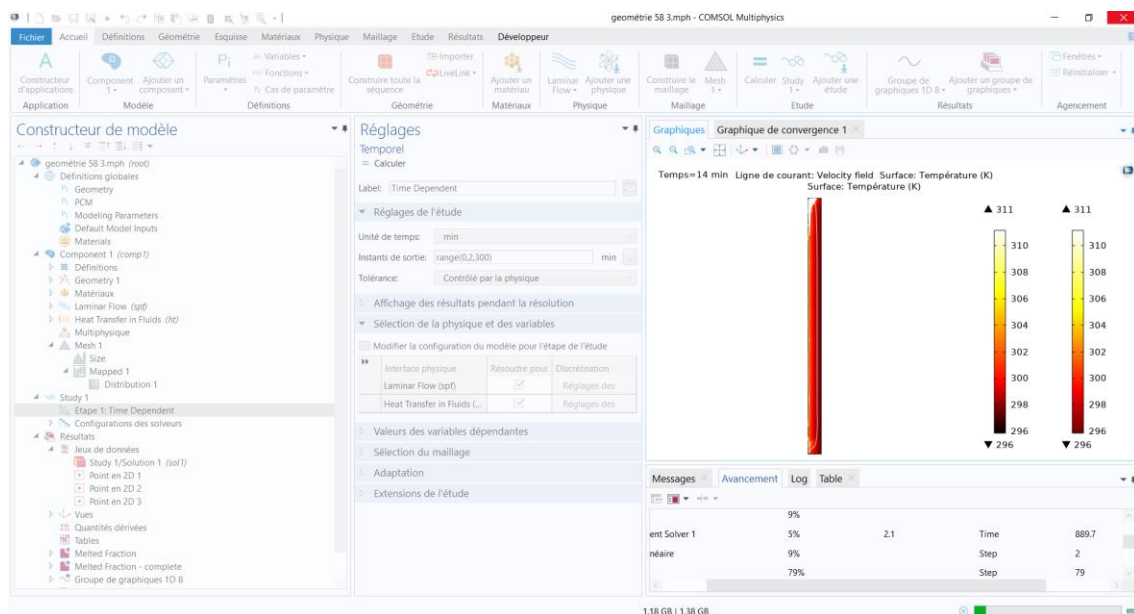 geométrie 58 3.mph - COMSOL Multiphysics
Fichier Accueil Définitions Géométrie Esquisse Matériaux Physique Maillage Etude Résultats Développeur
Constructeur d'applications
Application
Component 1
Ajouter un composant
Modèle
Pi
Paramètres
a= Variables
f(x) Fonctions
Pi Cas de paramètre
Définitions
Construire toute la séquence
Importer
LiveLink
Géométrie
Ajouter un matériau
Matériaux
Laminar Flow
Ajouter une physique
Physique
Construire le maillage
Mesh 1
Maillage
Calculer
Study 1
Ajouter une étude
Etude
Groupe de graphiques 1D 8
Ajouter un groupe de graphiques
Résultats
Fenêtres
Réinitialiser
Agencement
Constructeur de modèle
geométrie 58 3.mph (root)
Définitions globales
Pi Geometry
Pi PCM
Pi Modeling Parameters
Default Model Inputs
Materials
Component 1 (comp1)
Définitions
Geometry 1
Matériaux
Laminar Flow (spf)
Heat Transfer in Fluids (ht)
Multiphysique
Mesh 1
Size
Mapped 1
Distribution 1
Study 1
Etape 1: Time Dependent
Configurations des solveurs
Résultats
Jeux de données
Study 1/Solution 1 (sol1)
Point en 2D 1
Point en 2D 2
Point en 2D 3
Vues
Quantités dérivées
Tables
Melted Fraction
Melted Fraction - complete
Groupe de graphiques 1D 8
Réglages
Temporel
= Calculer
Label: Time Dependent
Réglages de l'étude
Unité de temps: min
Instants de sortie: range(0,2,300) min
Tolérance: Contrôlé par la physique
Affichage des résultats pendant la résolution
Sélection de la physique et des variables
Modifier la configuration du modèle pour l'étape de l'étude
Interface physique Résoudre pour Discrétisation
Laminar Flow (spf) Réglages des
Heat Transfer in Fluids (... Réglages des
Valeurs des variables dépendantes
Sélection du maillage
Adaptation
Extensions de l'étude
Graphiques Graphique de convergence 1
Temps=14 min Ligne de courant: Velocity field Surface: Température (K)
Surface: Température (K)
▲ 311 ▲ 311
310 310
308 308
306 306
304 304
302 302
300 300
298 298
296 296
▼ 296 ▼ 296
Messages Avancement Log Table
9%
ent Solver 1 5% 2.1 Time 889.7
néaire 9% Step 2
79% Step 79
1.18 GB | 1.38 GB